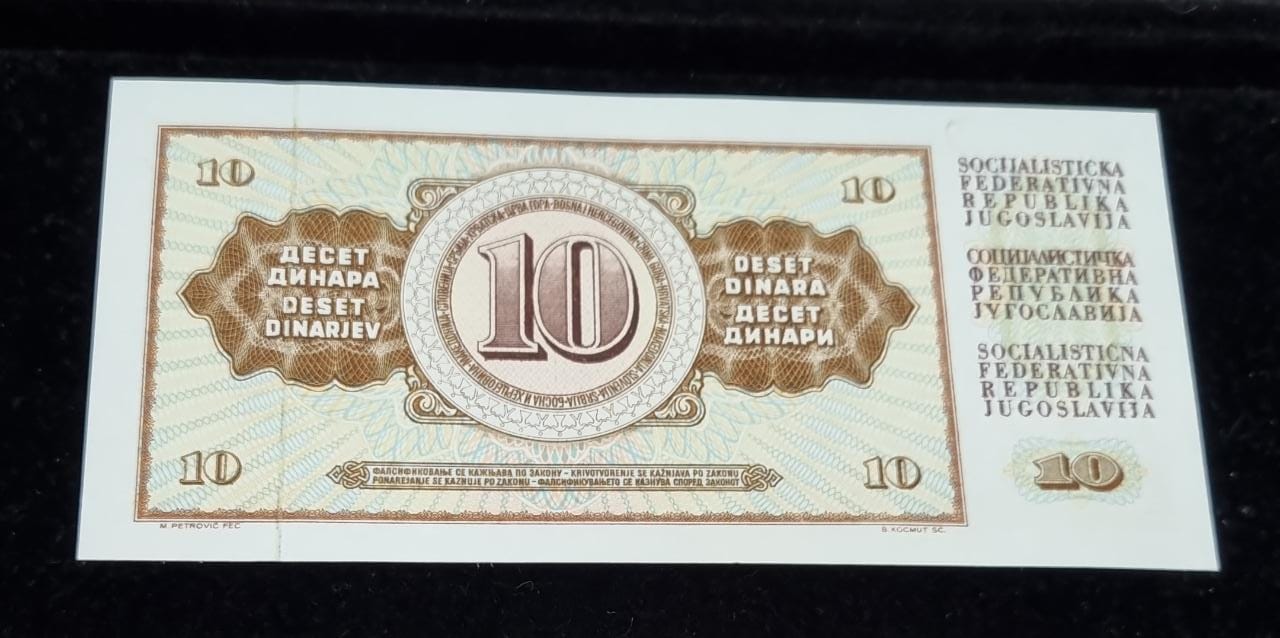 10
10
ДЕСЕТ
ДИНАРА
DESET
DINARJEV
10
DESET
DINARA
ДЕСЕТ
ДИНАРИ
10
10
ФАЛСИФИКОВАЊЕ СЕ КАЖЊАВА ПО ЗАКОНУ - KRIVOTVORENJE SE KAŽNJAVA PO ZAKONU
PONAREJANJE SE KAZNUJE PO ZAKONU - ФАЛСИФИКУВАЊЕТО СЕ КАЗНУВА СПОРЕД ЗАКОНОТ
M. PETROVIĆ FEC
B. KOCMUT SC.
SOCIJALISTIČKA
FEDERATIVNA
REPUBLIKA
JUGOSLAVIJA
СОЦИЈАЛИСТИЧКА
ФЕДЕРАТИВНА
РЕПУБЛИКА
ЈУГОСЛАВИЈА
SOCIALISTIČNA
FEDERATIVNA
REPUBLIKA
JUGOSLAVIJA
10